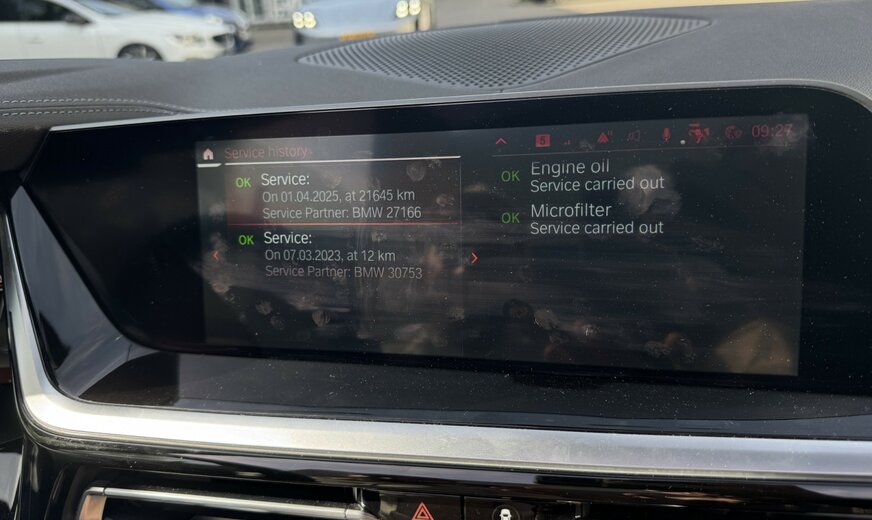 Service history
09:27
OK Service:
On 01.04.2025, at 21645 km
Service Partner: BMW 27166
OK Service:
On 07.03.2023, at 12 km
Service Partner: BMW 30753
OK Engine oil
Service carried out
OK Microfilter
Service carried out